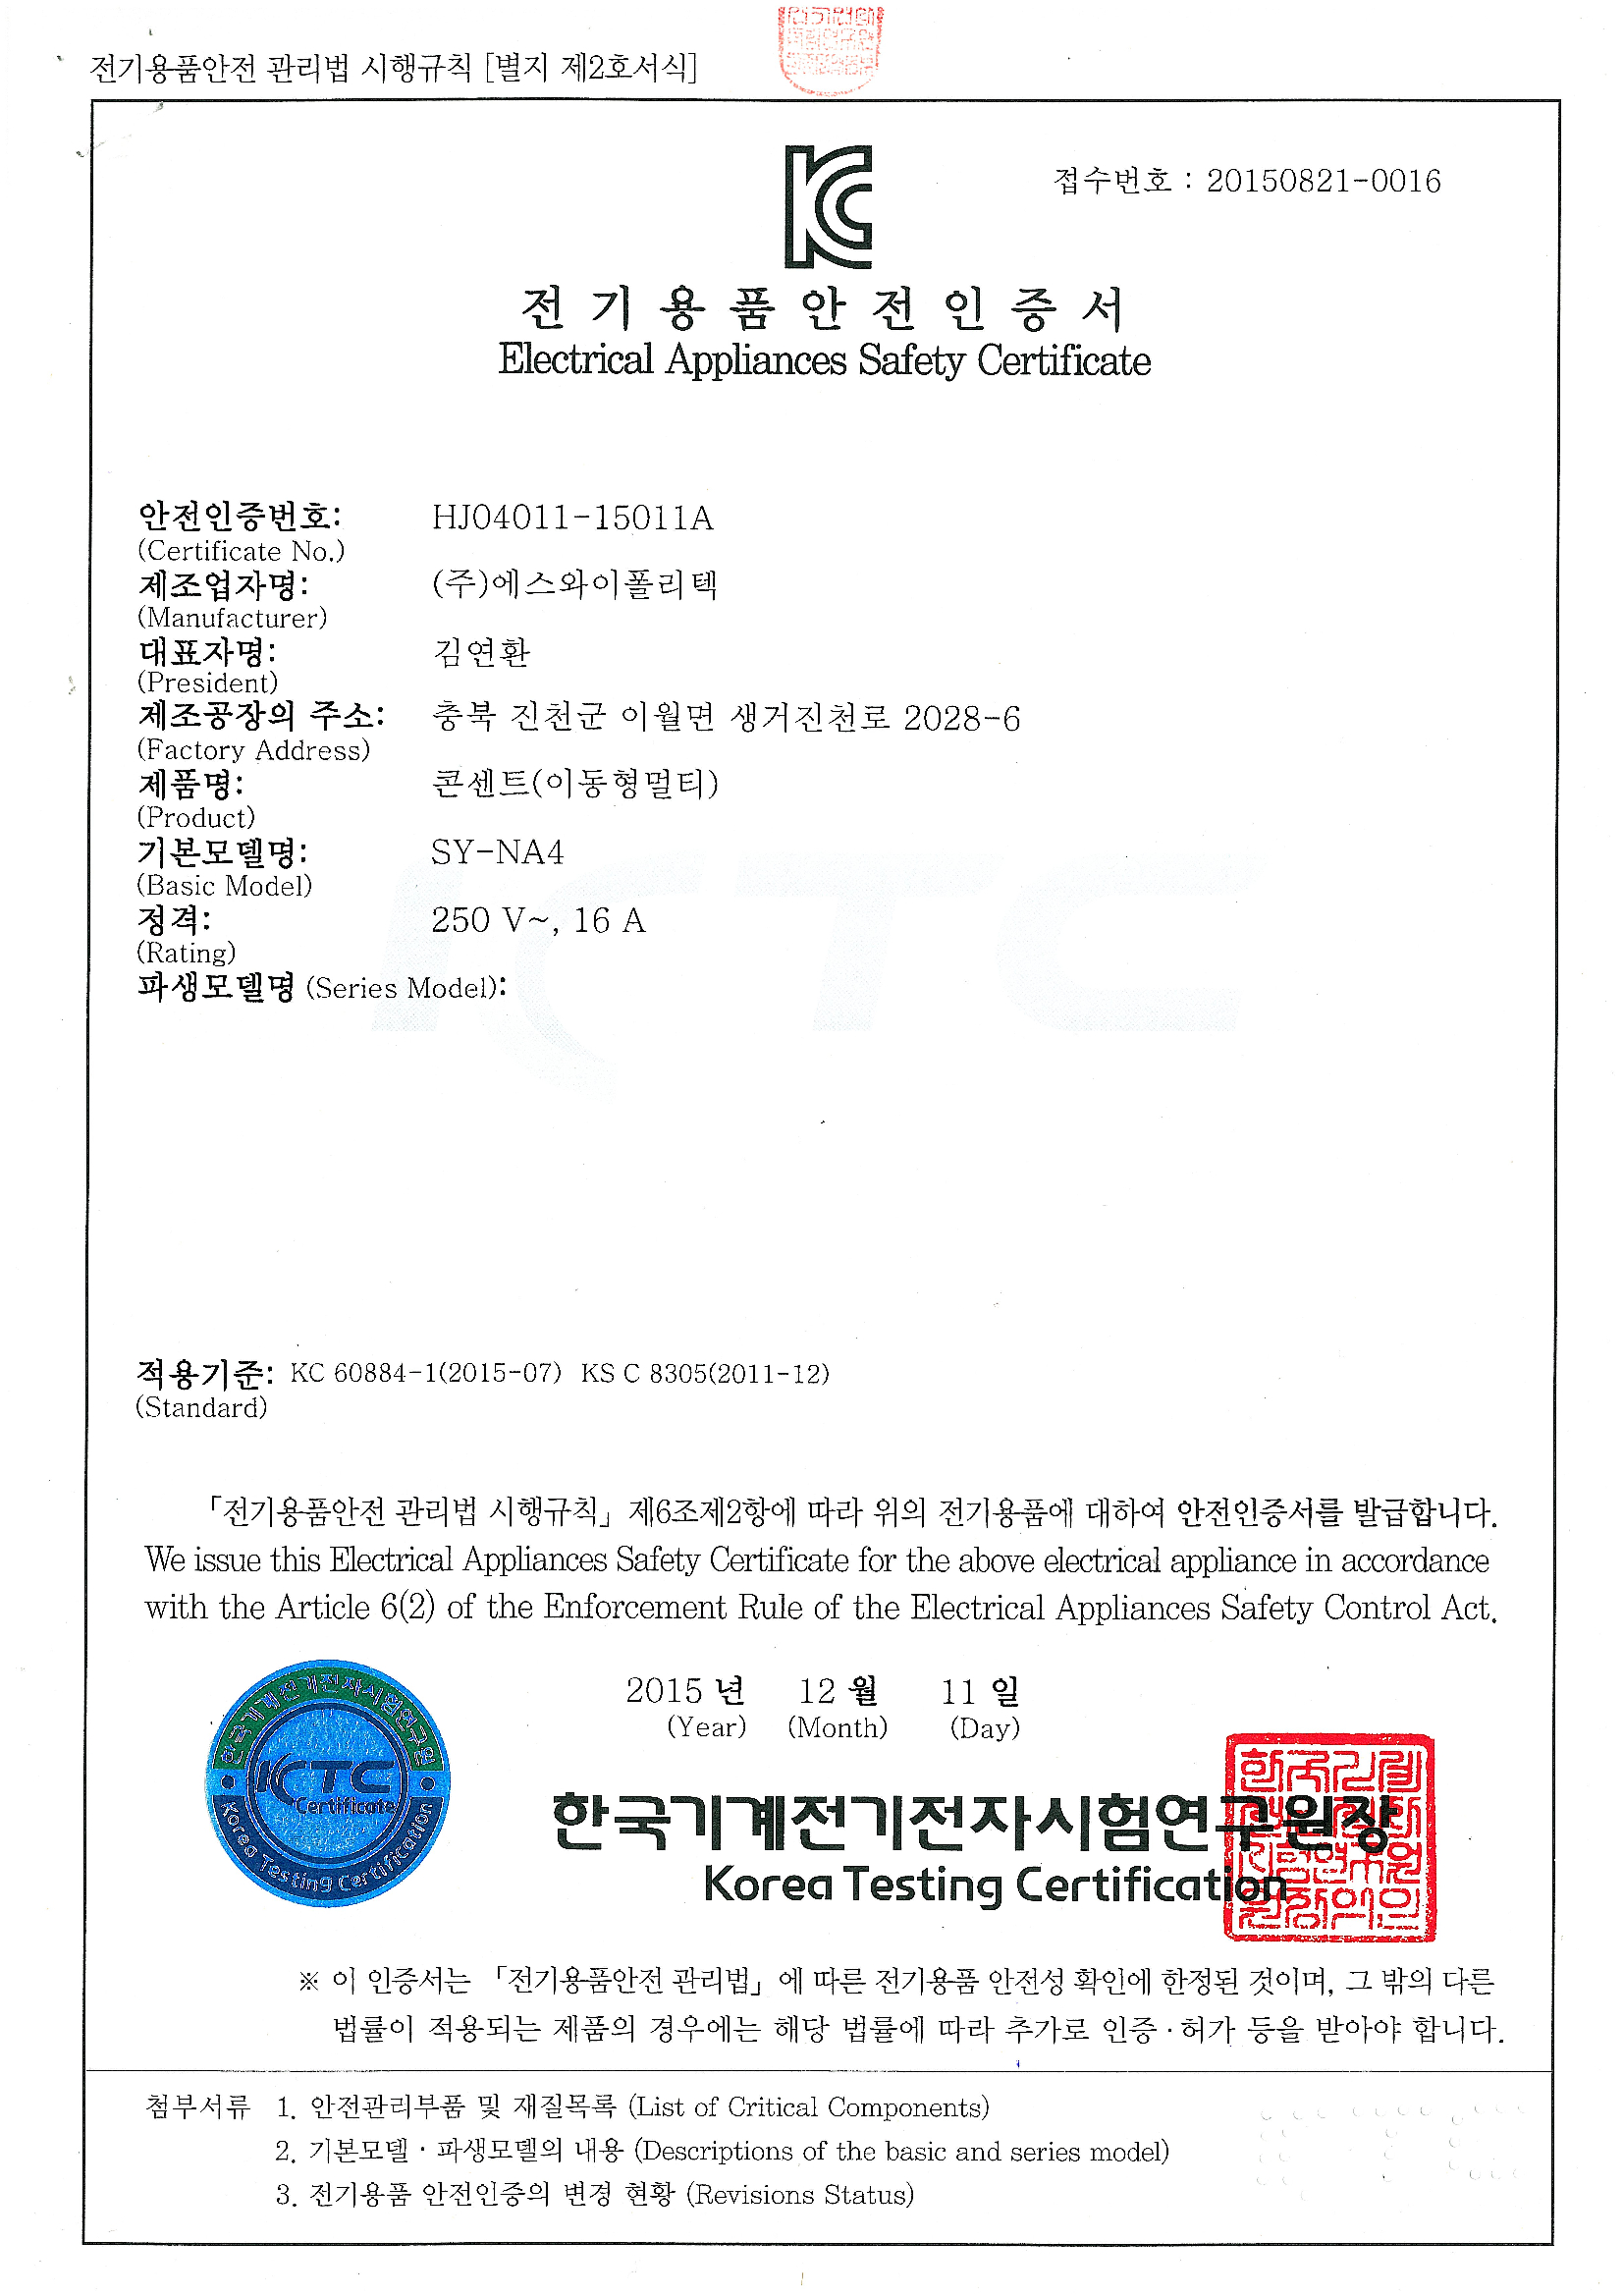 전기용품안전 관리법 시행규칙 [별지 제2호서식]
접수번호 : 20150821-0016
전기용품안전인증서
Electrical Appliances Safety Certificate
안전인증번호: HJ04011-15011A
(Certificate No.)
제조업자명: (주)에스와이폴리텍
(Manufacturer)
대표자명: 김연환
(President)
제조공장의 주소: 충북 진천군 이월면 생거진천로 2028-6
(Factory Address)
제품명: 콘센트(이동형멀티)
(Product)
기본모델명: SY-NA4
(Basic Model)
정격: 250 V~, 16 A
(Rating)
파생모델명 (Series Model):
KTC
적용기준: KC 60884-1(2015-07) KS C 8305(2011-12)
(Standard)
「전기용품안전 관리법 시행규칙」 제6조제2항에 따라 위의 전기용품에 대하여 안전인증서를 발급합니다.
We issue this Electrical Appliances Safety Certificate for the above electrical appliance in accordance
with the Article 6(2) of the Enforcement Rule of the Electrical Appliances Safety Control Act.
2015 년 12 월 11 일
(Year) (Month) (Day)
한국기계전기전자시험연구원
KTC
Certificate
Korea Testing Certification
한국기계전기전자시험연구원장
Korea Testing Certification
※ 이 인증서는 「전기용품안전 관리법」에 따른 전기용품 안전성 확인에 한정된 것이며, 그 밖의 다른
법률이 적용되는 제품의 경우에는 해당 법률에 따라 추가로 인증·허가 등을 받아야 합니다.
첨부서류 1. 안전관리부품 및 재질목록 (List of Critical Components)
2. 기본모델 · 파생모델의 내용 (Descriptions of the basic and series model)
3. 전기용품 안전인증의 변경 현황 (Revisions Status)